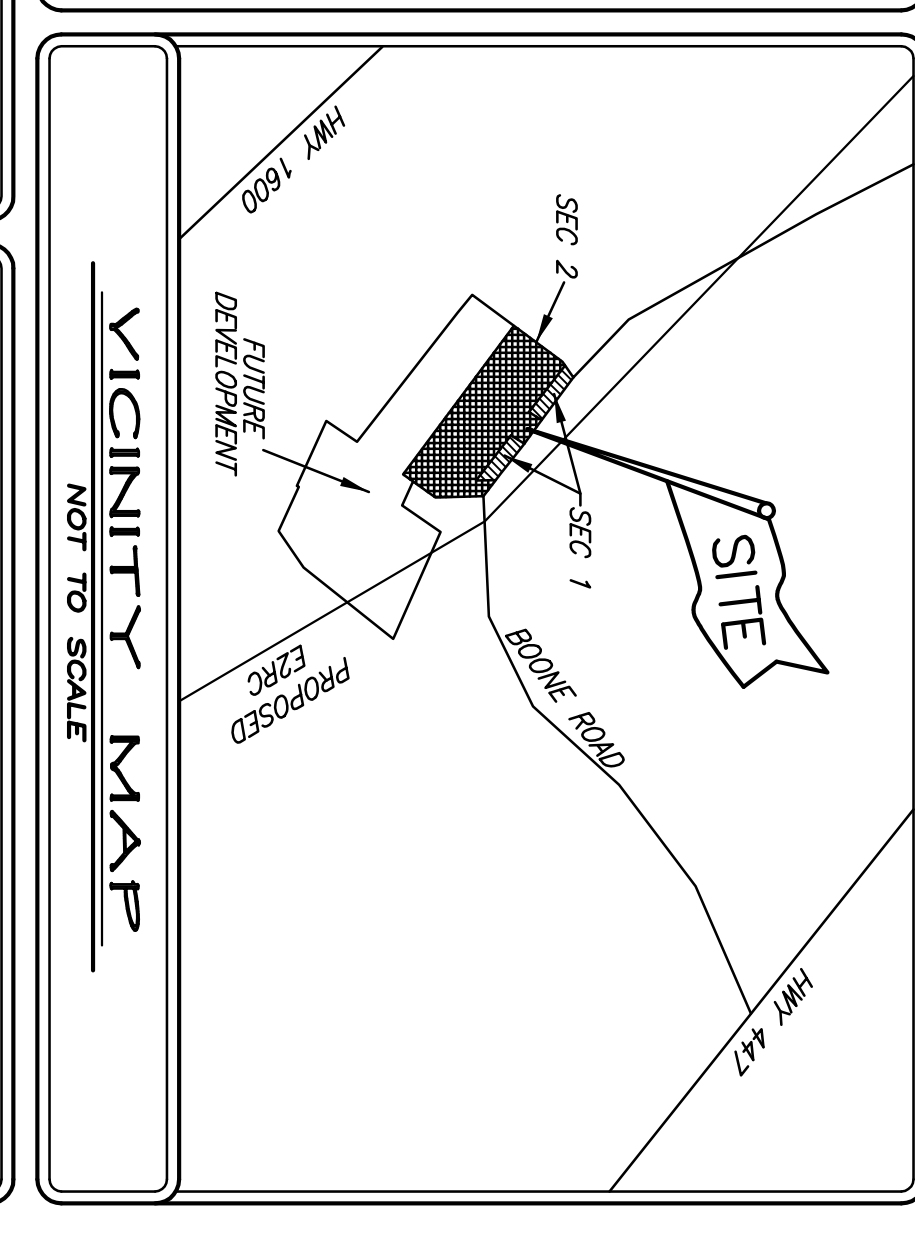 HWY 1600
SEC 2
FUTURE
DEVELOPMENT
SEC 1
SITE
PROPOSED
E2RC
BOONE ROAD
HWY 447
VICINITY MAP
NOT TO SCALE